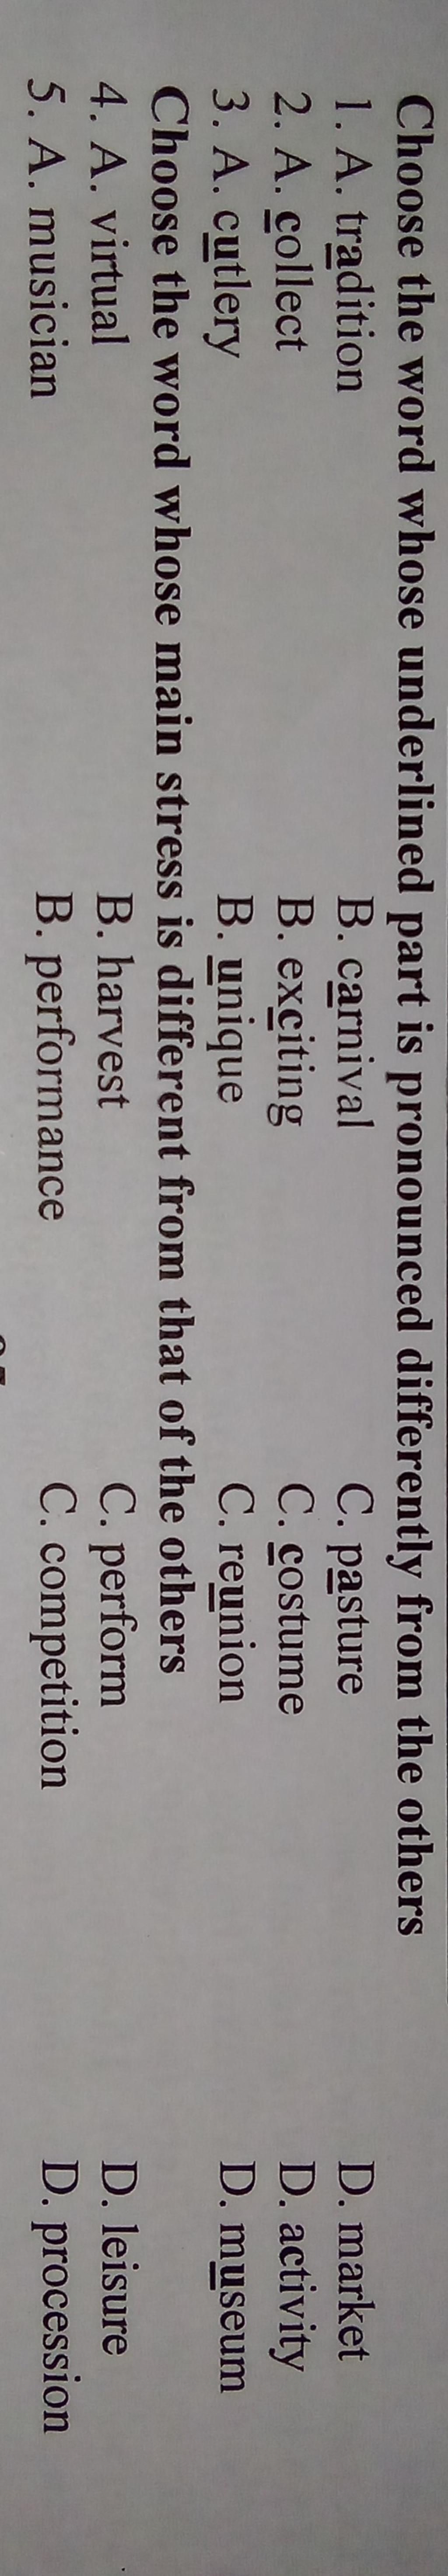 Choose the word whose underlined part is pronounced differently from the others
1. A. tradition B. carnival C. pasture D. market
2. A. collect B. exciting C. costume D. activity
3. A. cutlery B. unique C. reunion D. museum
Choose the word whose main stress is different from that of the others
4. A. virtual B. harvest C. perform D. leisure
5. A. musician B. performance C. competition D. procession